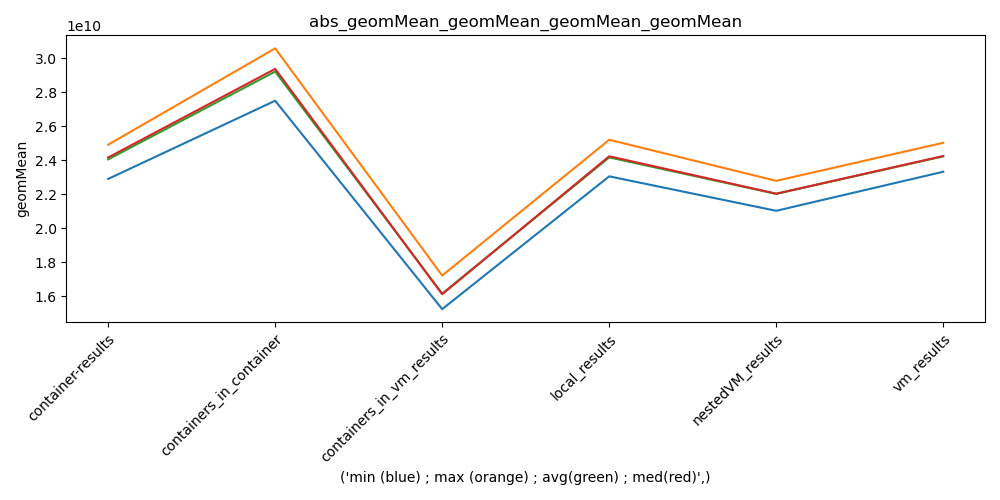 abs_geomMean_geomMean_geomMean_geomMean
1e10
3.0
2.8
2.6
2.4
2.2
2.0
1.8
1.6
geomMean
container-results
containers_in_container
containers_in_vm_results
local_results
nestedVM_results
vm_results
('min (blue) ; max (orange) ; avg(green) ; med(red)',)